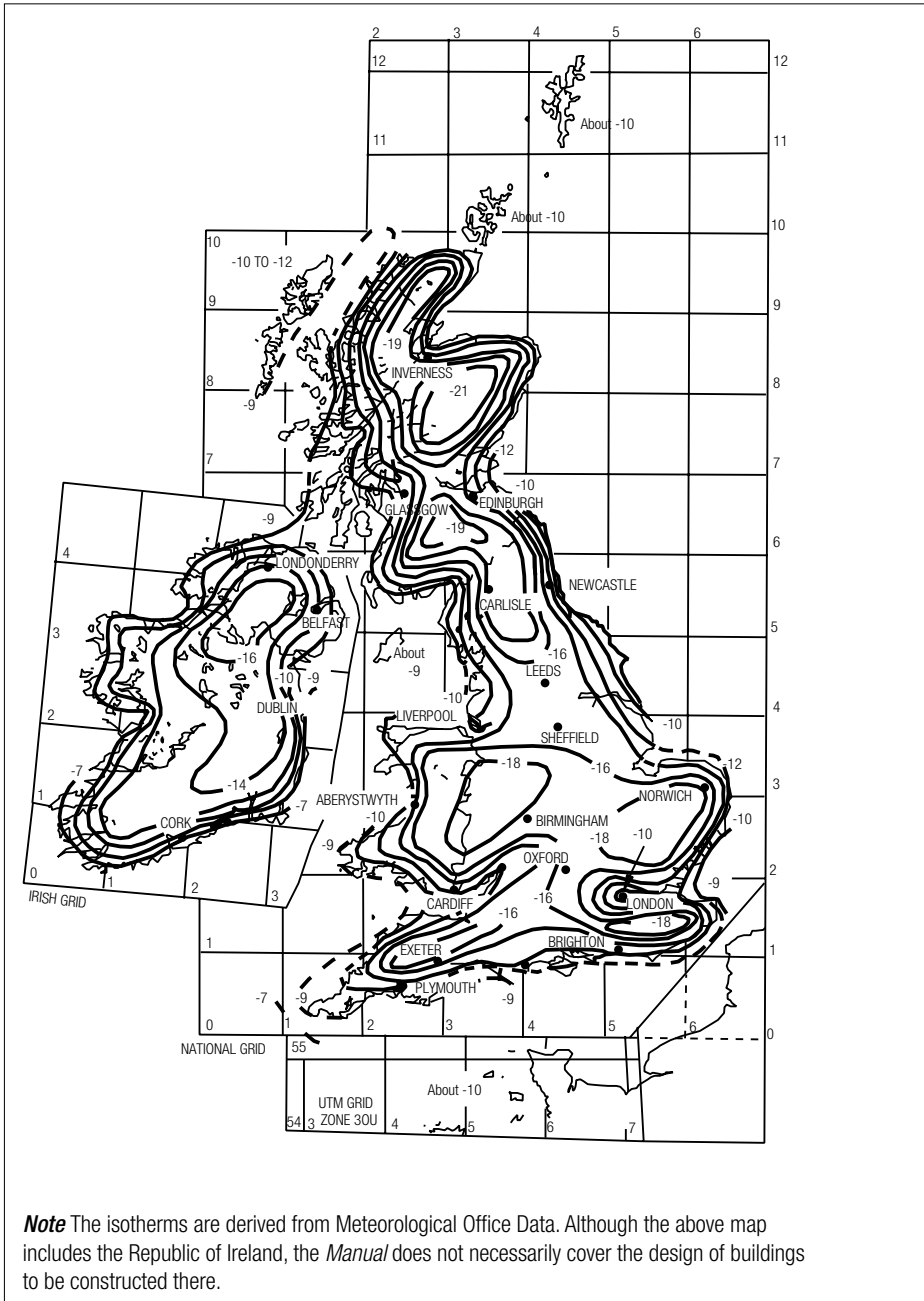 2 3 4 5 6
12 12
About -10
11 11
About -10
10 10
-10 TO -12
9 9
-19
INVERNESS
8 8
-21
-9
-12
7 7
-10
GLASGOW EDINBURGH
-9
-19
6
4 LONDONDERRY NEWCASTLE
CARLISLE
BELFAST
3 5
About
-9
-16 -16
LEEDS
-10 -9 -10
DUBLIN
2 LIVERPOOL -10 4
SHEFFIELD
-7 -18 -16 -12
-14
1 ABERYSTWYTH NORWICH 3
-7 -10 -10
CORK BIRMINGHAM
-18 -10
-9 OXFORD
0 1 2 3 -9 2
IRISH GRID
CARDIFF -16 LONDON
-16 -18
BRIGHTON
1 EXETER 1
PLYMOUTH
-7 -9 -9
0 1 2 3 4 5 6 0
NATIONAL GRID 55
UTM GRID About -10
ZONE 30U
54 3 4 5 6 7
Note The isotherms are derived from Meteorological Office Data. Although the above map
includes the Republic of Ireland, the Manual does not necessarily cover the design of buildings
to be constructed there.